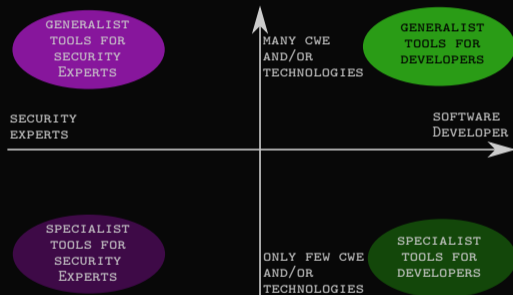 GENERALIST
TOOLS FOR
SECURITY
EXPERTS
MANY CWE
AND/OR
TECHNOLOGIES
GENERALIST
TOOLS FOR
DEVELOPERS
SECURITY
EXPERTS
SOFTWARE
DEVELOPER
SPECIALIST
TOOLS FOR
SECURITY
EXPERTS
ONLY FEW CWE
AND/OR
TECHNOLOGIES
SPECIALIST
TOOLS FOR
DEVELOPERS